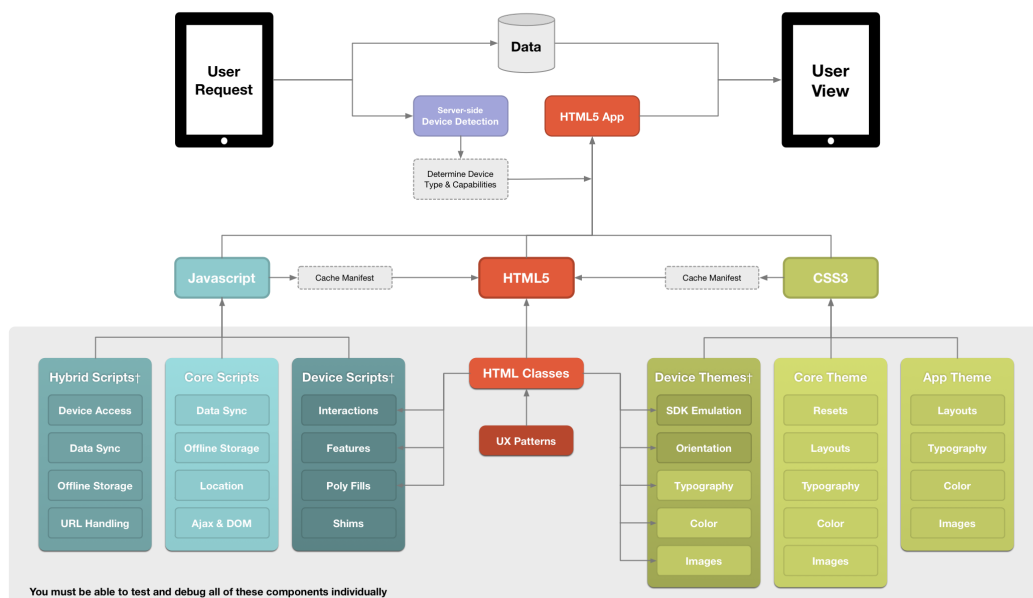 User
Request
Data
User
View
Server-side
Device Detection
HTML5 App
Determine Device
Type & Capabilities
Javascript
Cache Manifest
HTML5
Cache Manifest
CSS3
Hybrid Scripts†
Device Access
Data Sync
Offline Storage
URL Handling
Core Scripts
Data Sync
Offline Storage
Location
Ajax & DOM
Device Scripts†
Interactions
Features
Poly Fills
Shims
HTML Classes
UX Patterns
Device Themes†
SDK Emulation
Orientation
Typography
Color
Images
Core Theme
Resets
Layouts
Typography
Color
Images
App Theme
Layouts
Typography
Color
Images
You must be able to test and debug all of these components individually